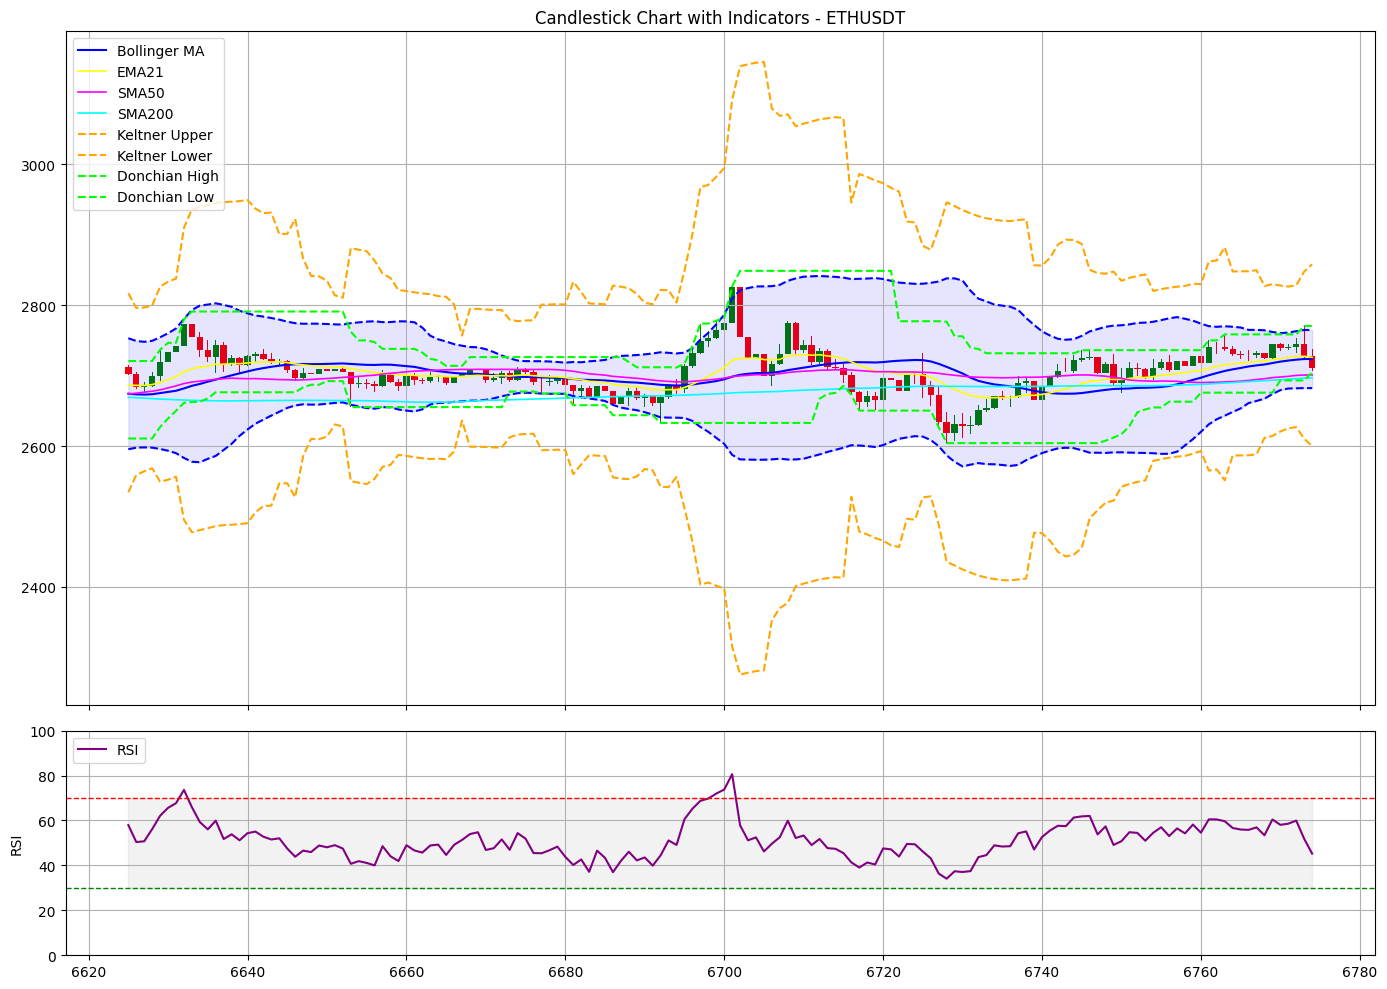 Candlestick Chart with Indicators - ETHUSDT
Bollinger MA
EMA21
SMA50
SMA200
Keltner Upper
Keltner Lower
Donchian High
Donchian Low
3000
2800
2600
2400
RSI
100
80
60
40
20
0
RSI
6620 6640 6660 6680 6700 6720 6740 6760 6780